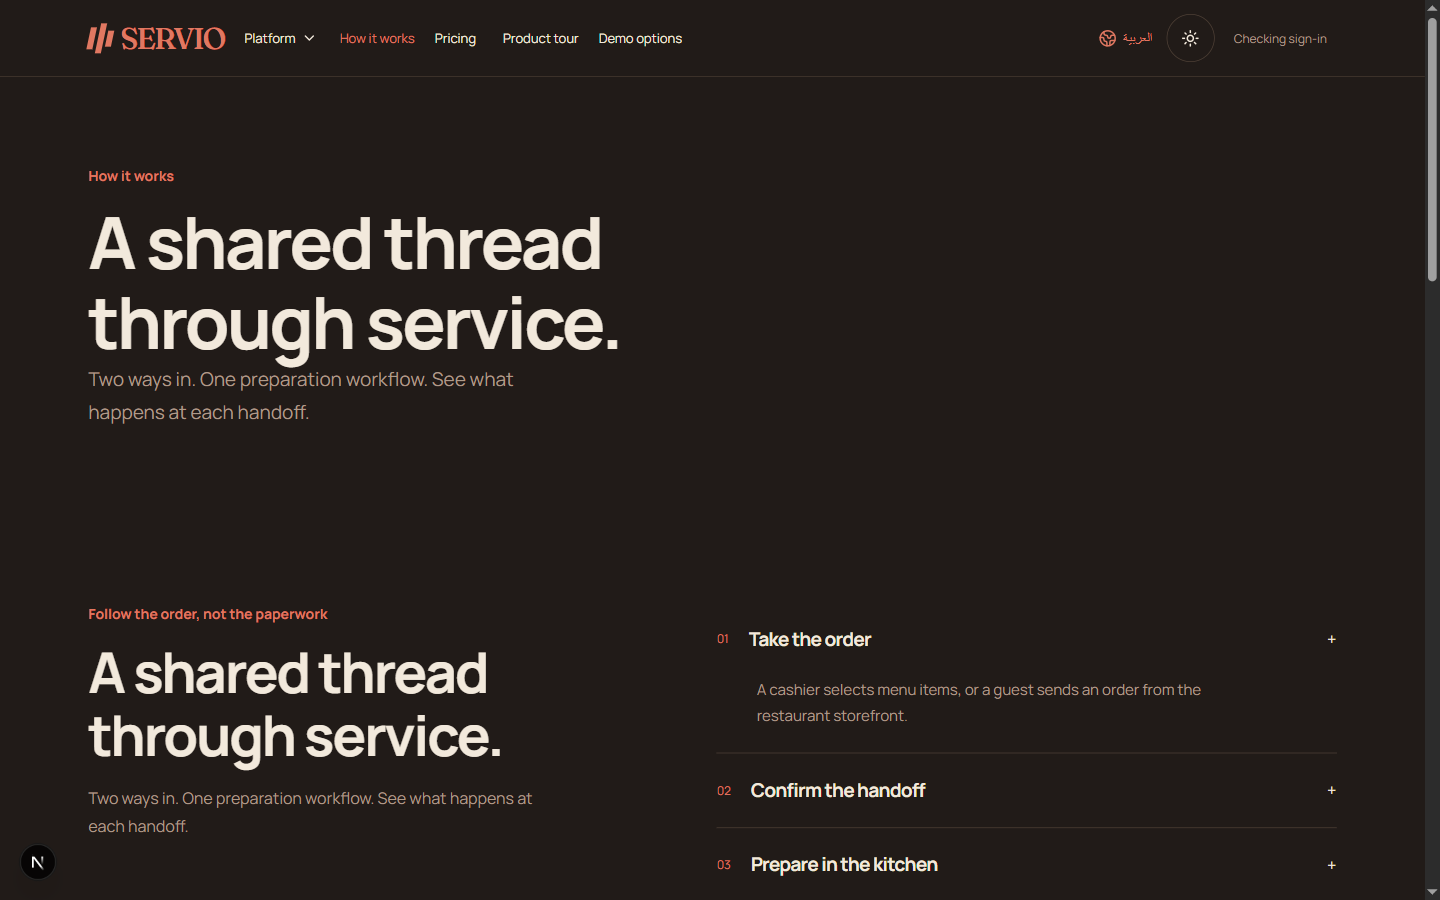 SERVIO
Platform
How it works
Pricing
Product tour
Demo options
العربية
Checking sign-in
How it works
A shared thread
through service.
Two ways in. One preparation workflow. See what
happens at each handoff.
Follow the order, not the paperwork
A shared thread
through service.
Two ways in. One preparation workflow. See what happens at
each handoff.
01 Take the order +
A cashier selects menu items, or a guest sends an order from the
restaurant storefront.
02 Confirm the handoff +
03 Prepare in the kitchen +
N